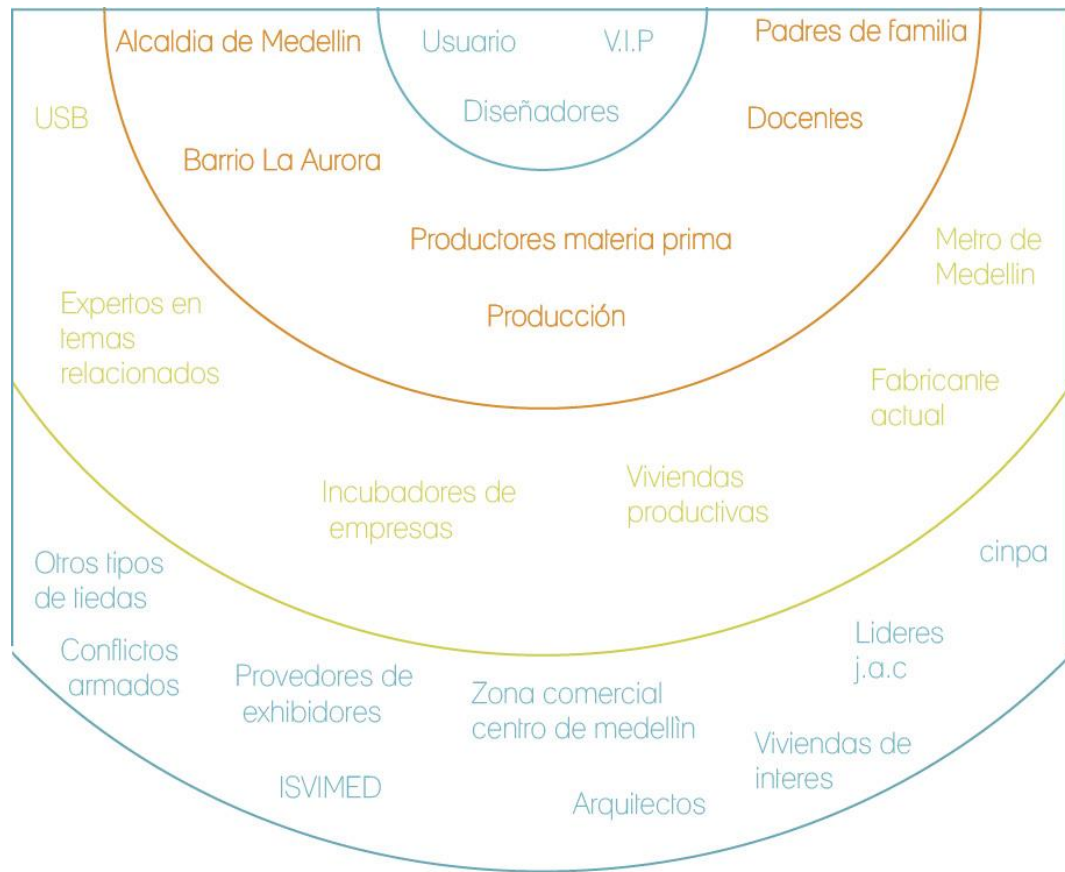 Alcaldia de Medellin
Usuario
V.I.P
Padres de familia
Diseñadores
USB
Docentes
Barrio La Aurora
Productores materia prima
Metro de
Medellin
Expertos en
temas
relacionados
Producción
Fabricante
actual
Incubadores de
empresas
Viviendas
productivas
Otros tipos
de tiedas
cinpa
Conflictos
armados
Provedores de
exhibidores
Zona comercial
centro de medellìn
Lideres
j.a.c
Viviendas de
interes
ISVIMED
Arquitectos